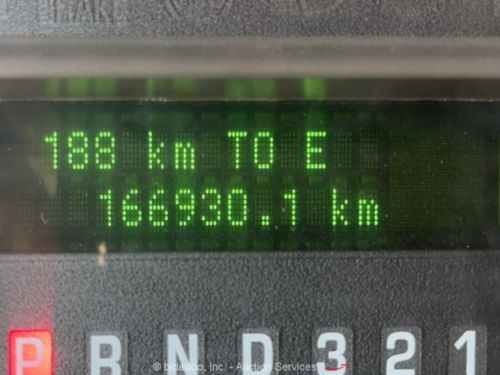 188 km TO E
166930.1 km
P R N D 3 2 1
© bidadoo, inc. - Auction Services